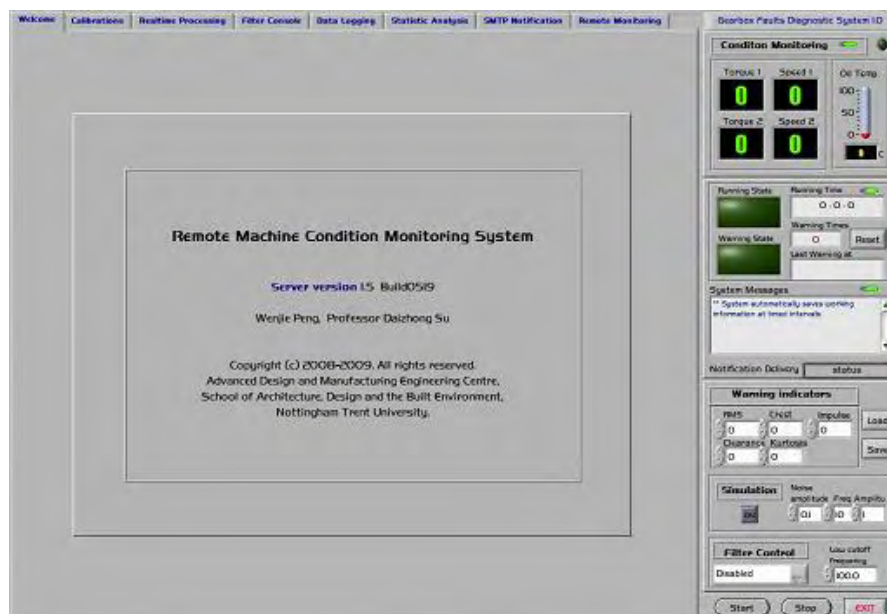 Welcome Calibrations Realtime Processing Filter Console Data Logging Statistic Analysis SMTP Notification Remote Monitoring
Gearbox Faults Diagnostic System 1.0
Conditon Monitoring
Torque 1 Speed 1 Oil Temp
0 0
100
50
0
Torque 2 Speed 2
0 0
0 C
Running State Running Time
0 - 0 - 0
Warning Times
Warning State 0 Reset
Last Warning at
System Messages
** System automatically saves working
information at timed intervals
Notification Delivery status
Warning indicators
RMS Crest Impulse
0 0 0
Load
Clearance Kurtosis
0 0
Save
Simulation
Noise
amplitude Freq Amplitu
0.1 10 1
Filter Control
Low cutoff
Frequency
Disabled ... 100.0
Start Stop EXIT
Remote Machine Condition Monitoring System
Server version 1.5 Build0519
Wenjie Peng, Professor Daizhong Su
Copyright (c) 2008-2009. All rights reserved.
Advanced Design and Manufacturing Engineering Centre,
School of Architecture, Design and the Built Environment,
Nottingham Trent University.